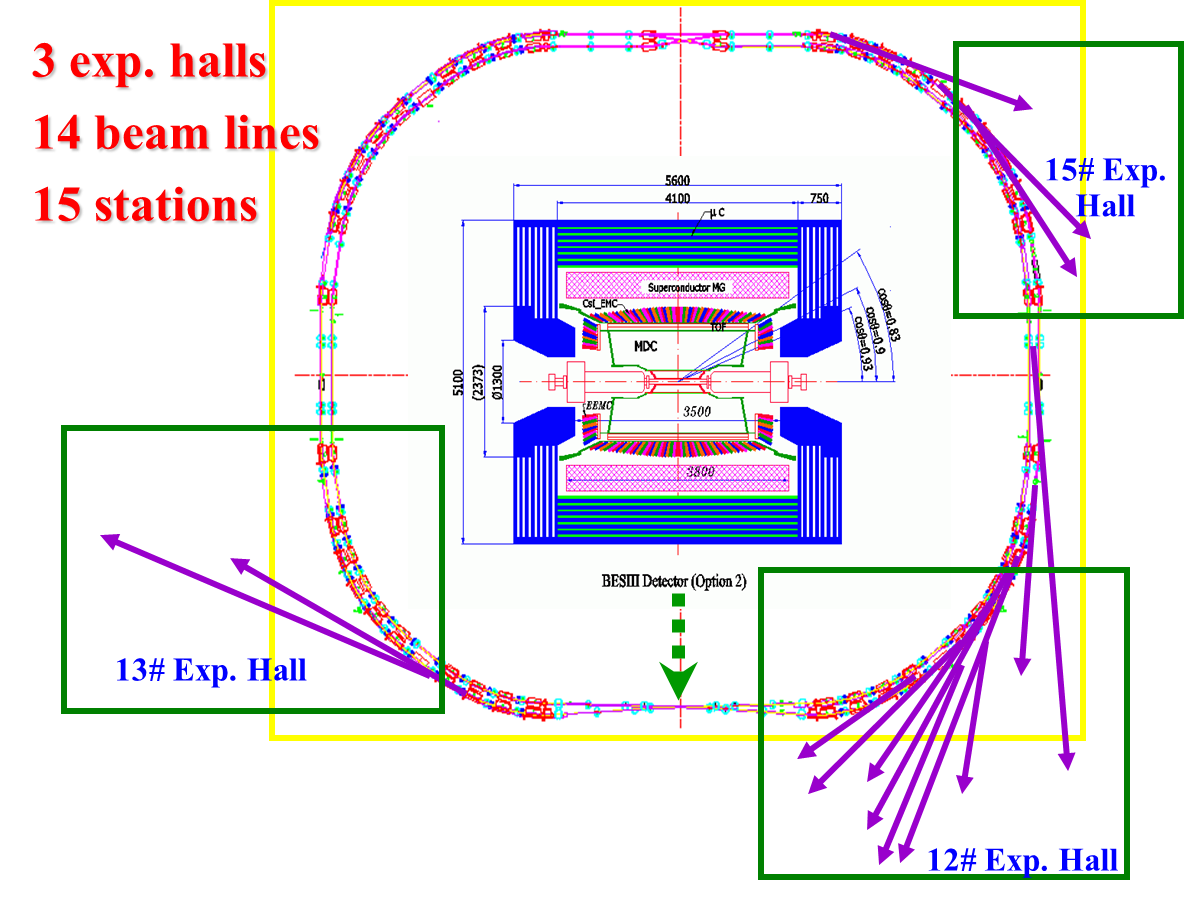 3 exp. halls
14 beam lines
15 stations
15# Exp.
Hall
5600
4100
750
μ C
Superconductor MG
CsI_EMC
TOF
MDC
cosθ=0.83
cosθ=0.9
cosθ=0.93
5100
(2373)
Ø1300
EEMC
3500
3800
BESIII Detector (Option 2)
13# Exp. Hall
12# Exp. Hall